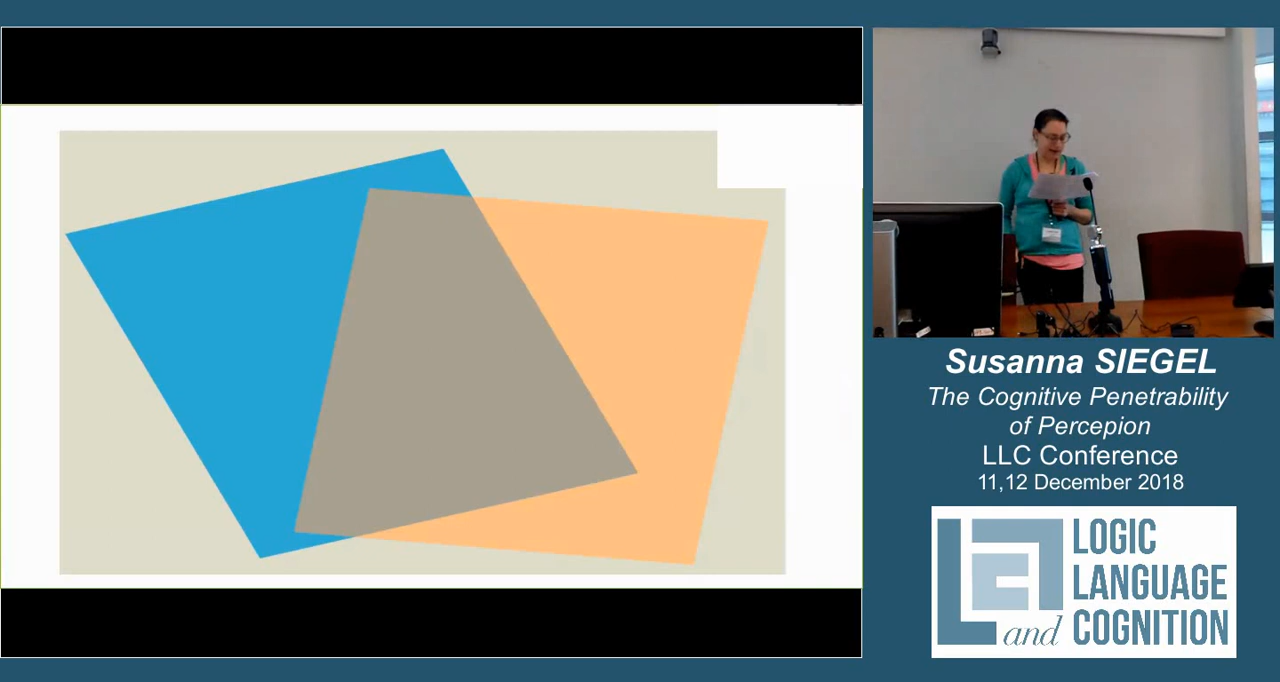 Susanna SIEGEL
The Cognitive Penetrability
of Percepion
LLC Conference
11,12 December 2018
LOGIC
LANGUAGE
and COGNITION